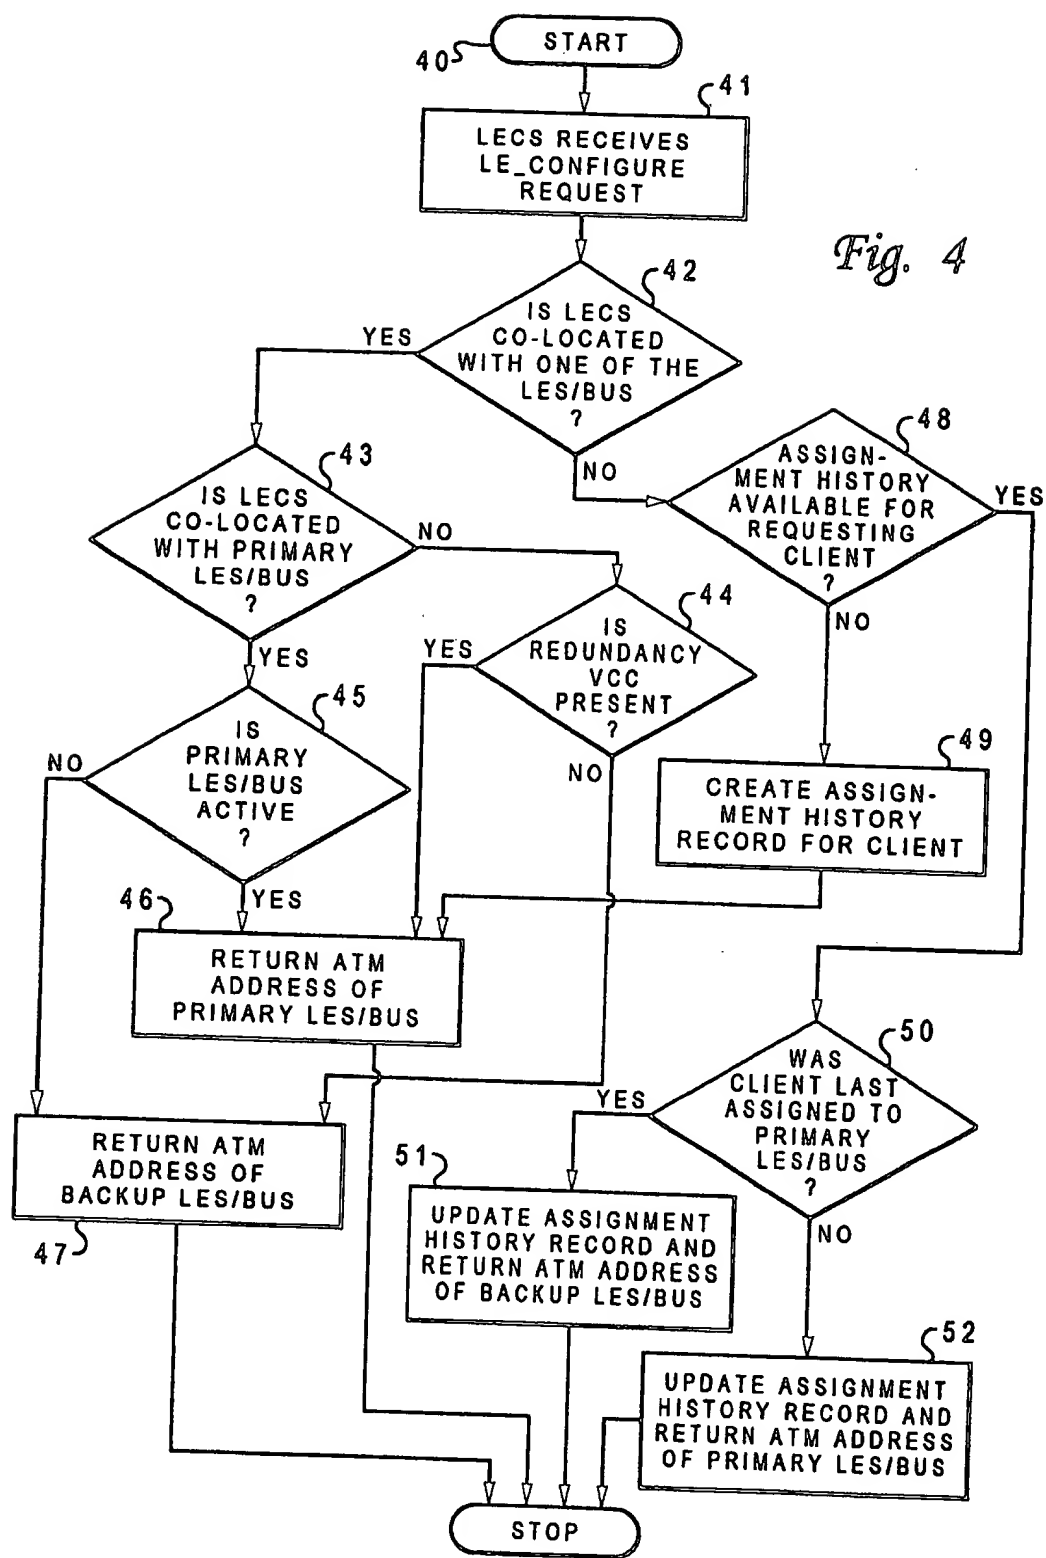 START
40
41
LECS RECEIVES
LE_CONFIGURE
REQUEST
Fig. 4
42
IS LECS
CO-LOCATED
WITH ONE OF THE
LES/BUS
?
YES
NO
43
IS LECS
CO-LOCATED
WITH PRIMARY
LES/BUS
?
NO
YES
48
ASSIGN-
MENT HISTORY
AVAILABLE FOR
REQUESTING
CLIENT
?
YES
NO
44
IS
REDUNDANCY
VCC
PRESENT
?
YES
NO
45
IS
PRIMARY
LES/BUS
ACTIVE
?
NO
YES
49
CREATE ASSIGN-
MENT HISTORY
RECORD FOR CLIENT
46
RETURN ATM
ADDRESS OF
PRIMARY LES/BUS
50
WAS
CLIENT LAST
ASSIGNED TO
PRIMARY
LES/BUS
?
YES
NO
RETURN ATM
ADDRESS OF
BACKUP LES/BUS
47
51
UPDATE ASSIGNMENT
HISTORY RECORD AND
RETURN ATM ADDRESS
OF BACKUP LES/BUS
52
UPDATE ASSIGNMENT
HISTORY RECORD AND
RETURN ATM ADDRESS
OF PRIMARY LES/BUS
STOP